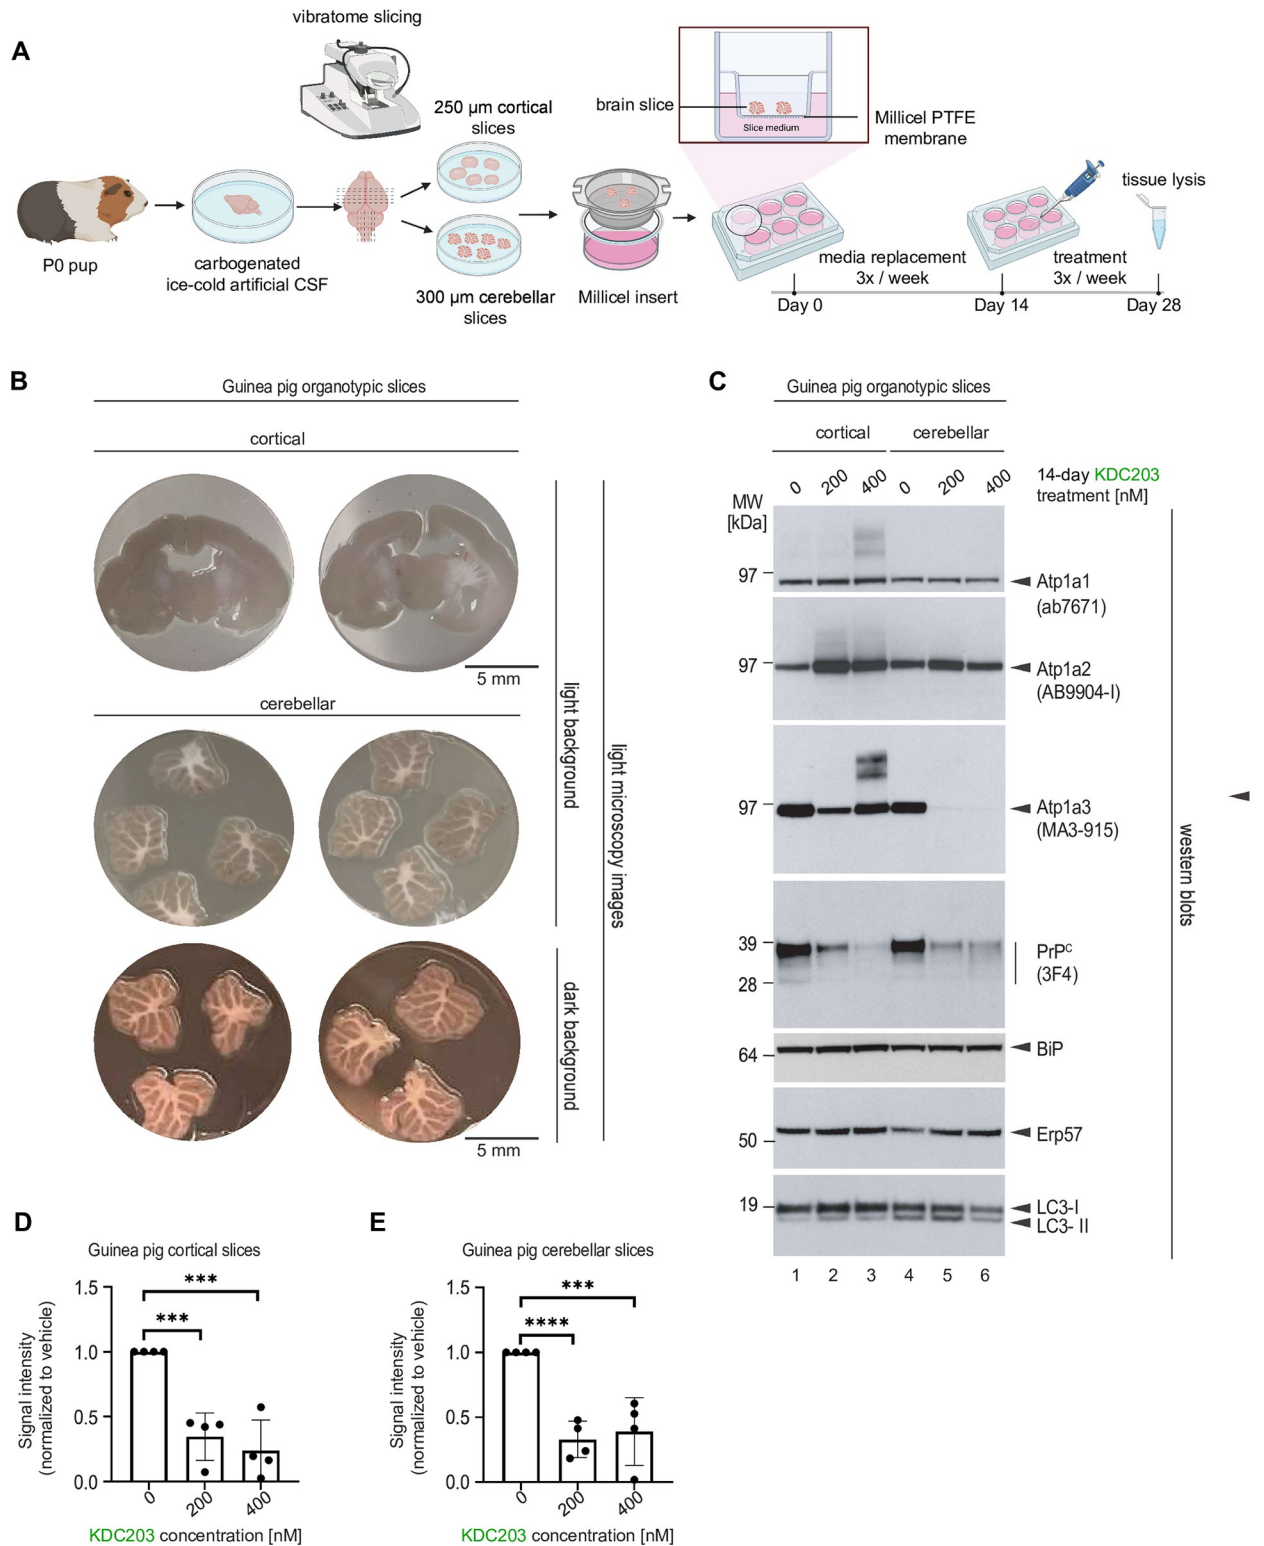 A
vibratome slicing
250 µm cortical
slices
brain slice
Slice medium
Millicel PTFE
membrane
tissue lysis
P0 pup
carbogenated
ice-cold artificial CSF
300 µm cerebellar
slices
Millicel insert
media replacement
3x / week
treatment
3x / week
Day 0
Day 14
Day 28
B
Guinea pig organotypic slices
cortical
5 mm
cerebellar
light background
light microscopy images
dark background
5 mm
C
Guinea pig organotypic slices
cortical
cerebellar
MW
[kDa]
0
200
400
0
200
400
14-day KDC203
treatment [nM]
97
Atp1a1
(ab7671)
97
Atp1a2
(AB9904-I)
97
Atp1a3
(MA3-915)
39
28
PrPᶜ
(3F4)
64
BiP
50
Erp57
19
LC3-I
LC3- II
1 2 3 4 5 6
western blots
D
Guinea pig cortical slices
Signal intensity
(normalized to vehicle)
1.5
1.0
0.5
0.0
***
***
0
200
400
KDC203 concentration [nM]
E
Guinea pig cerebellar slices
Signal intensity
(normalized to vehicle)
1.5
1.0
0.5
0.0
***
****
0
200
400
KDC203 concentration [nM]